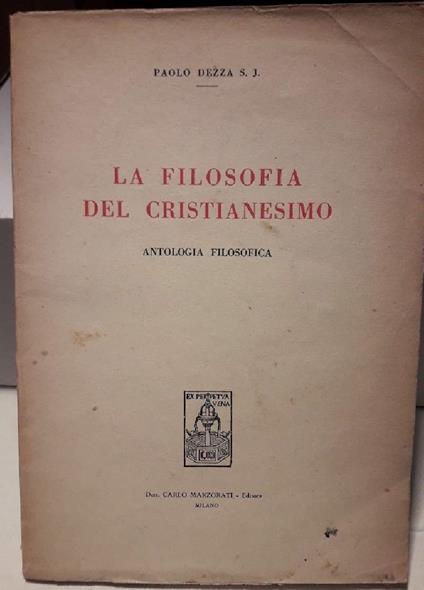 PAOLO DEZZA S. J.
LA FILOSOFIA
DEL CRISTIANESIMO
ANTOLOGIA FILOSOFICA
EX PERPETVA
VENA
Dott. CARLO MARZORATI - Editore
MILANO